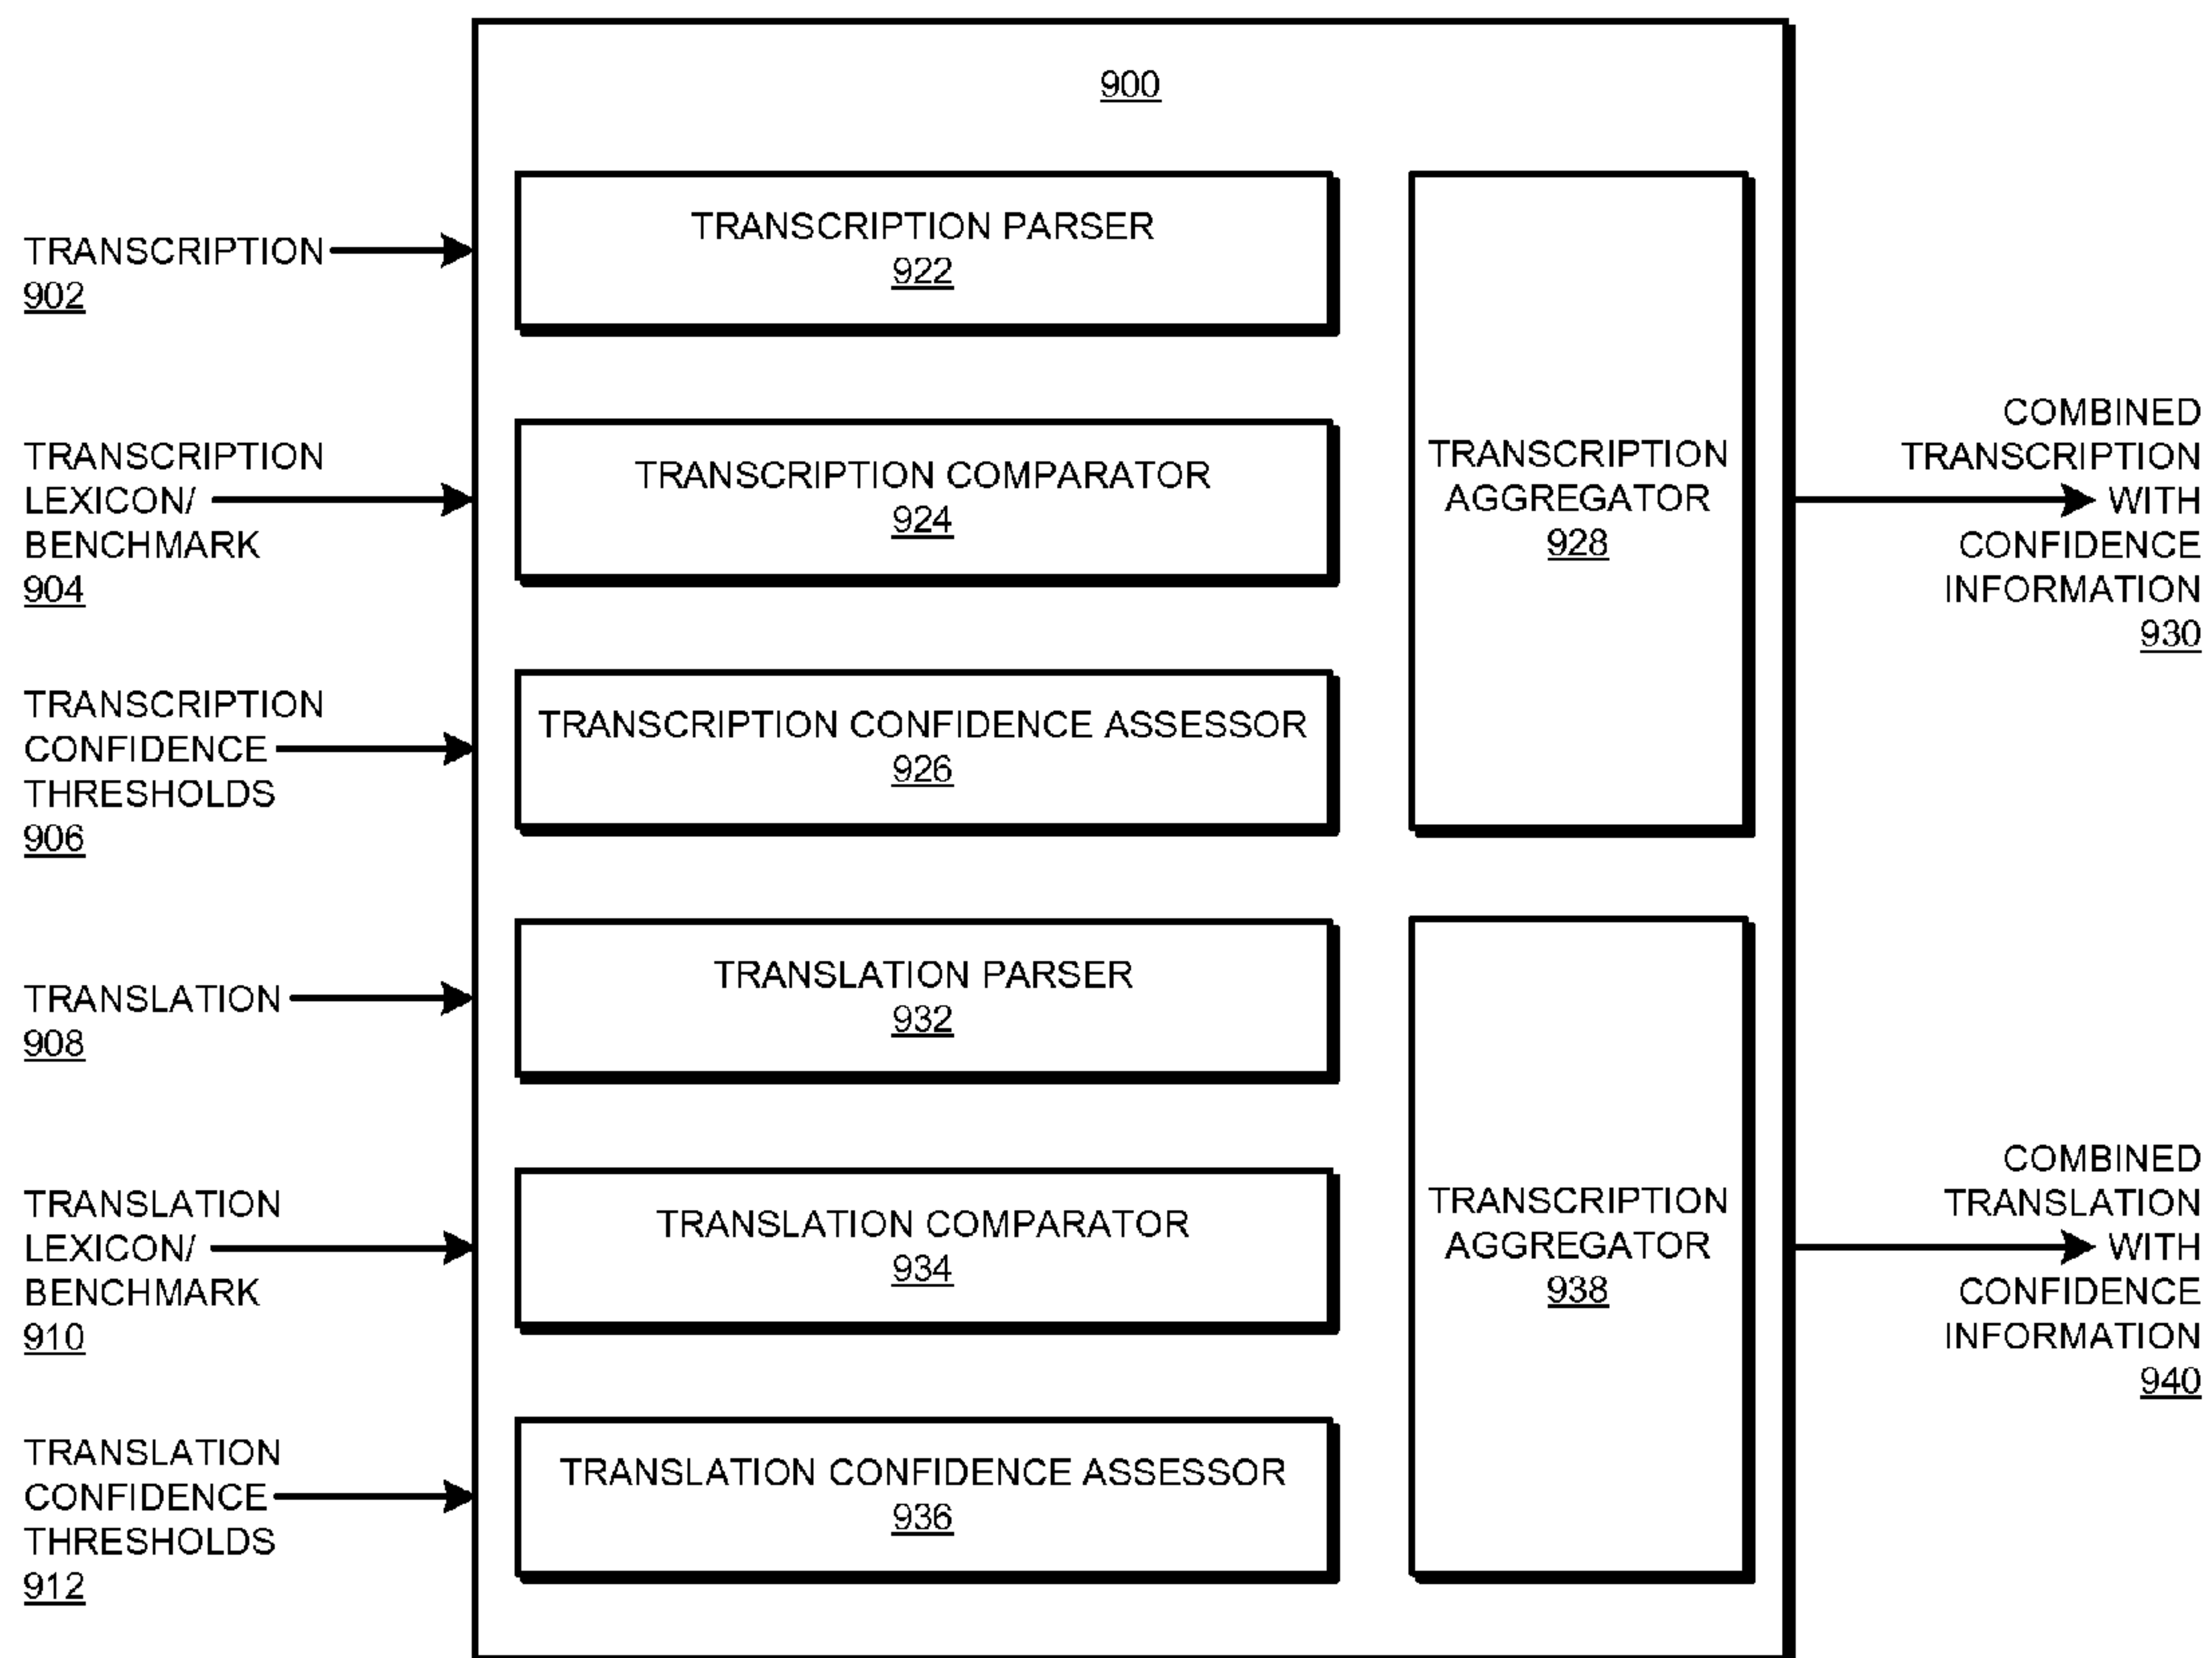 900
TRANSCRIPTION
902
TRANSCRIPTION
LEXICON/
BENCHMARK
904
TRANSCRIPTION
CONFIDENCE
THRESHOLDS
906
TRANSLATION
908
TRANSLATION
LEXICON/
BENCHMARK
910
TRANSLATION
CONFIDENCE
THRESHOLDS
912
TRANSCRIPTION PARSER
922
TRANSCRIPTION COMPARATOR
924
TRANSCRIPTION CONFIDENCE ASSESSOR
926
TRANSLATION PARSER
932
TRANSLATION COMPARATOR
934
TRANSLATION CONFIDENCE ASSESSOR
936
TRANSCRIPTION
AGGREGATOR
928
TRANSCRIPTION
AGGREGATOR
938
COMBINED
TRANSCRIPTION
WITH
CONFIDENCE
INFORMATION
930
COMBINED
TRANSLATION
WITH
CONFIDENCE
INFORMATION
940